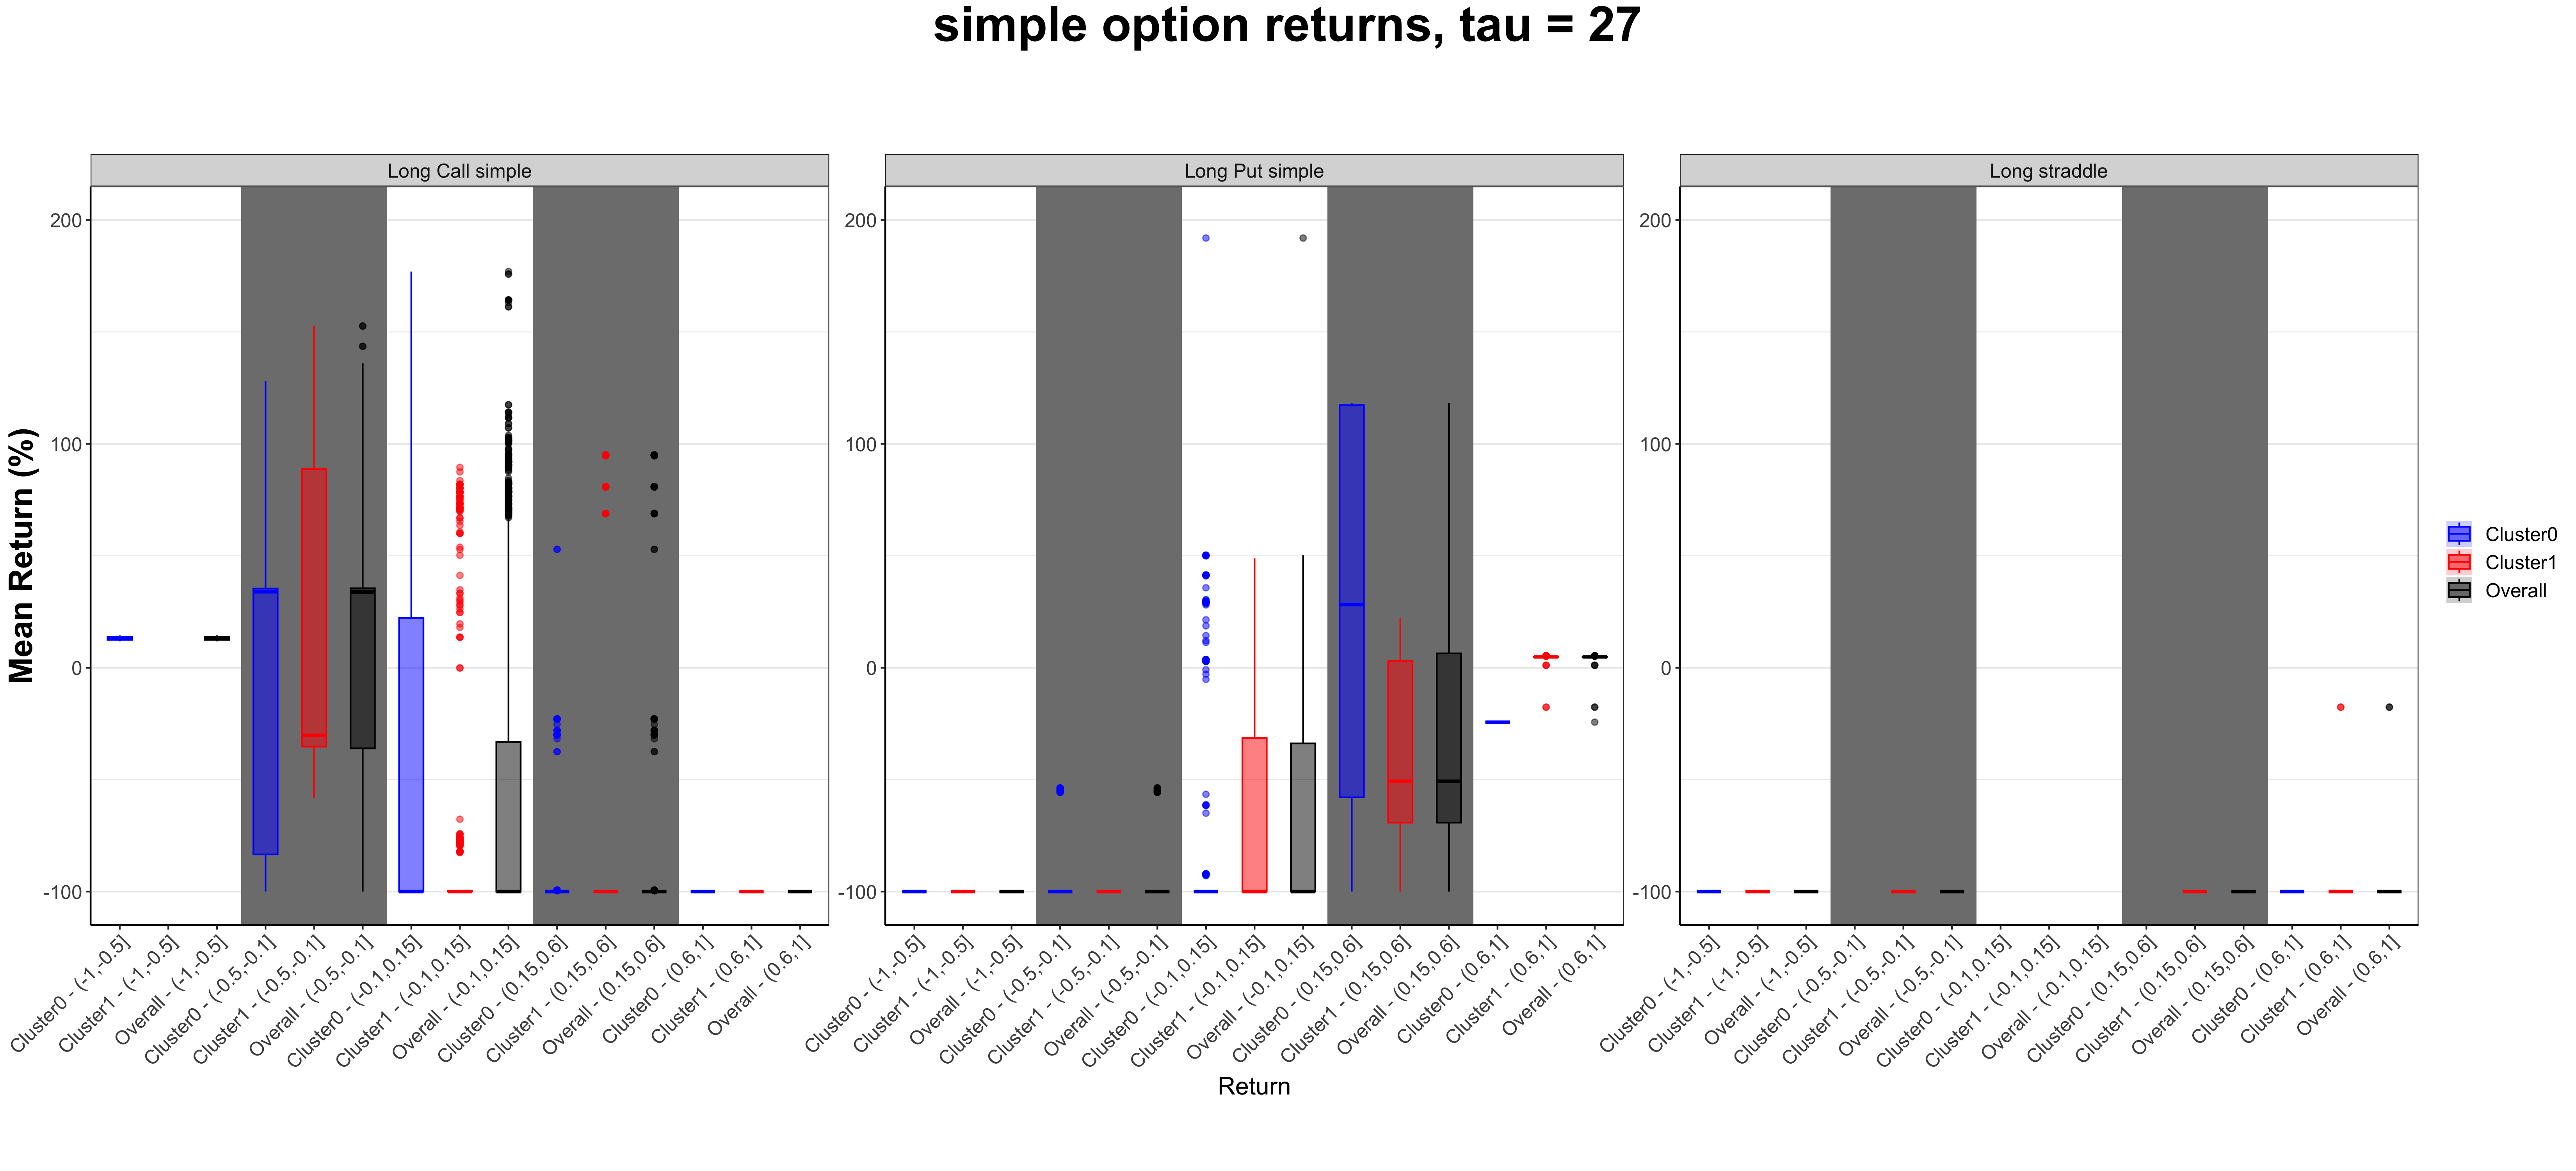 simple option returns, tau = 27
Long Call simple
Long Put simple
Long straddle
Mean Return (%)
200
100
0
-100
200
100
0
-100
200
100
0
-100
Cluster0 - (-1,-0.5]
Cluster1 - (-1,-0.5]
Overall - (-1,-0.5]
Cluster0 - (-0.5,-0.1]
Cluster1 - (-0.5,-0.1]
Overall - (-0.5,-0.1]
Cluster0 - (-0.1,0.15]
Cluster1 - (-0.1,0.15]
Overall - (-0.1,0.15]
Cluster0 - (0.15,0.6]
Cluster1 - (0.15,0.6]
Overall - (0.15,0.6]
Cluster0 - (0.6,1]
Cluster1 - (0.6,1]
Overall - (0.6,1]
Cluster0 - (-1,-0.5]
Cluster1 - (-1,-0.5]
Overall - (-1,-0.5]
Cluster0 - (-0.5,-0.1]
Cluster1 - (-0.5,-0.1]
Overall - (-0.5,-0.1]
Cluster0 - (-0.1,0.15]
Cluster1 - (-0.1,0.15]
Overall - (-0.1,0.15]
Cluster0 - (0.15,0.6]
Cluster1 - (0.15,0.6]
Overall - (0.15,0.6]
Cluster0 - (0.6,1]
Cluster1 - (0.6,1]
Overall - (0.6,1]
Cluster0 - (-1,-0.5]
Cluster1 - (-1,-0.5]
Overall - (-1,-0.5]
Cluster0 - (-0.5,-0.1]
Cluster1 - (-0.5,-0.1]
Overall - (-0.5,-0.1]
Cluster0 - (-0.1,0.15]
Cluster1 - (-0.1,0.15]
Overall - (-0.1,0.15]
Cluster0 - (0.15,0.6]
Cluster1 - (0.15,0.6]
Overall - (0.15,0.6]
Cluster0 - (0.6,1]
Cluster1 - (0.6,1]
Overall - (0.6,1]
Return
Cluster0
Cluster1
Overall